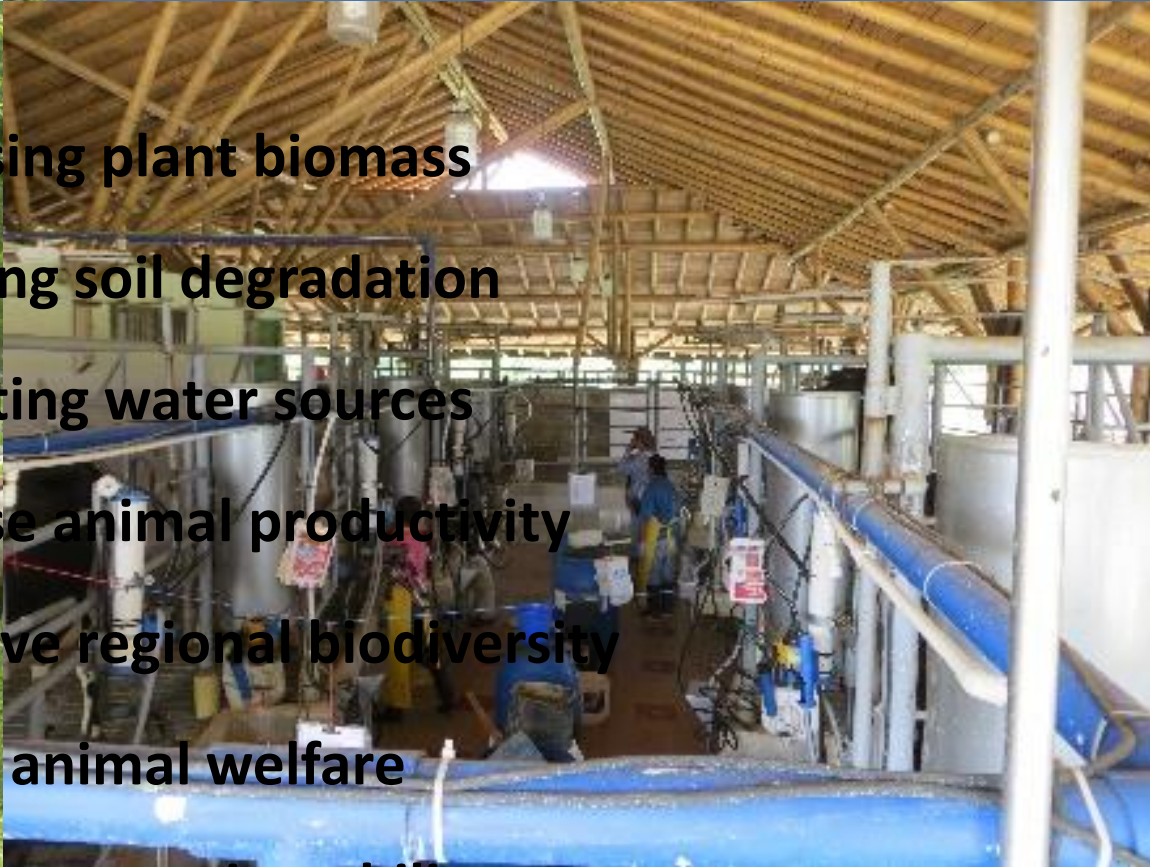 sing plant biomass
ng soil degradation
ting water sources
se animal productivity
ve regional biodiversity
animal welfare